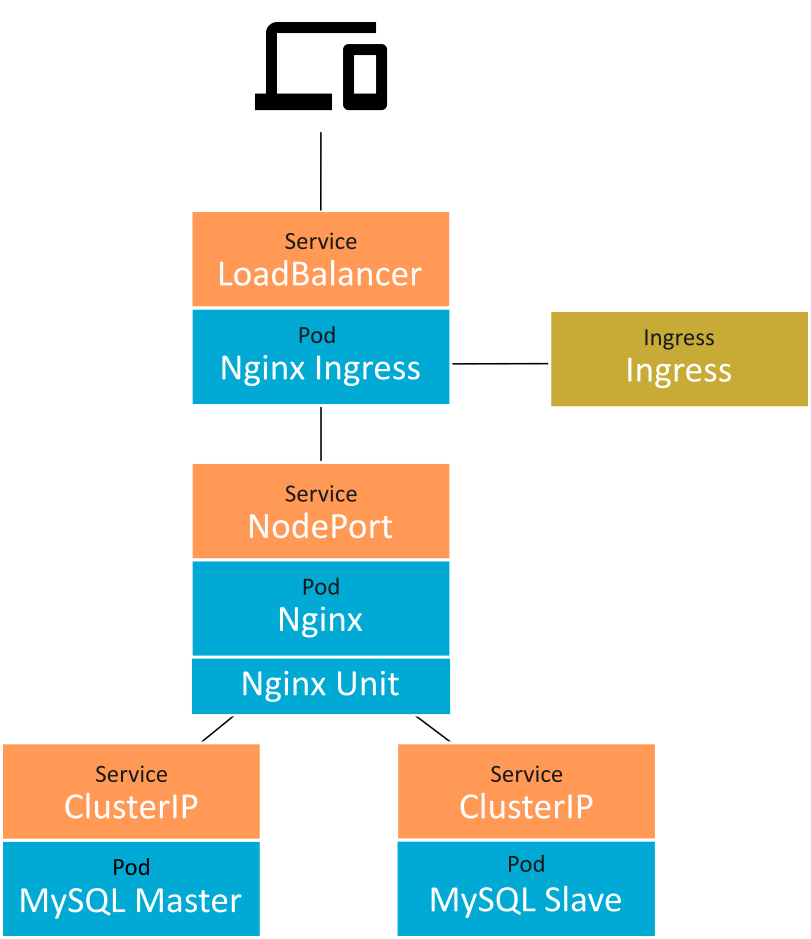 Service
LoadBalancer
Pod
Nginx Ingress
Ingress
Ingress
Service
NodePort
Pod
Nginx
Nginx Unit
Service
ClusterIP
Pod
MySQL Master
Service
ClusterIP
Pod
MySQL Slave